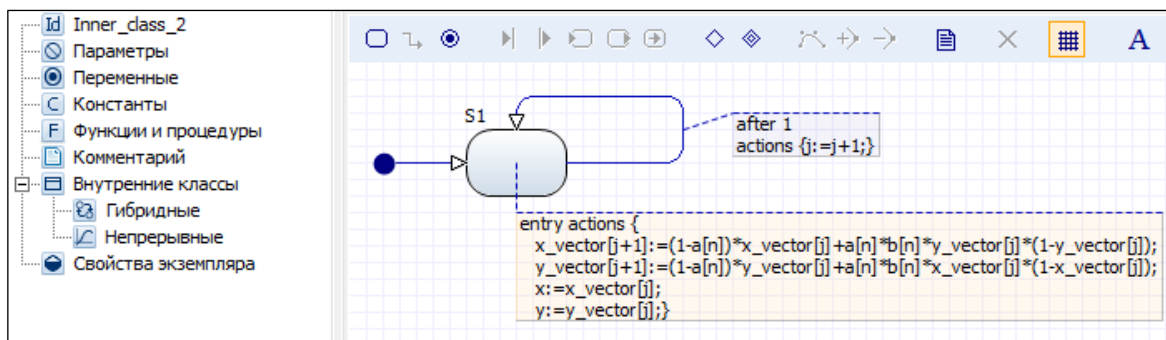 Id Inner_class_2
Параметры
Переменные
C Константы
F Функции и процедуры
Комментарий
Внутренние классы
Гибридные
Непрерывные
Свойства экземпляра
A
S1
after 1
actions {j:=j+1;}
entry actions {
x_vector[j+1]:=(1-a[n])*x_vector[j]+a[n]*b[n]*y_vector[j]*(1-y_vector[j]);
y_vector[j+1]:=(1-a[n])*y_vector[j]+a[n]*b[n]*x_vector[j]*(1-x_vector[j]);
x:=x_vector[j];
y:=y_vector[j];}